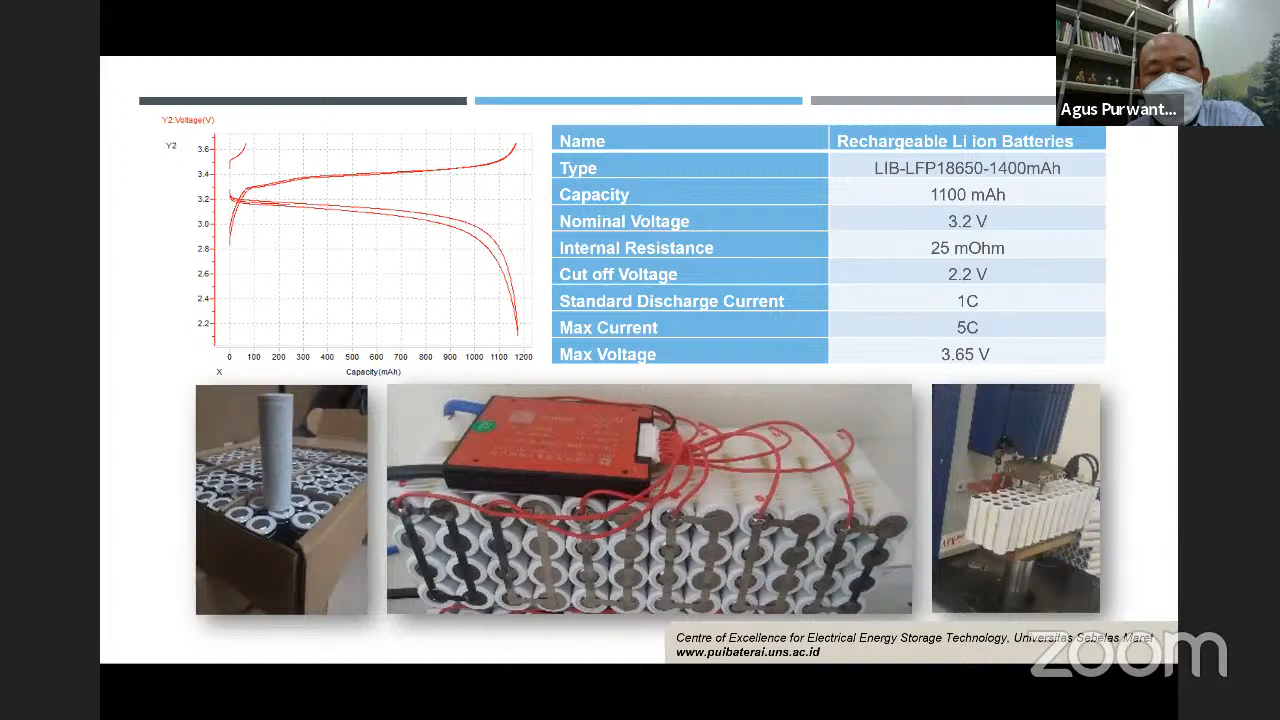 Agus Purwant...
Y2:Voltage(V)
Y2
3.6
3.4
3.2
3.0
2.8
2.6
2.4
2.2
0 100 200 300 400 500 600 700 800 900 1000 1100 1200
X Capacity(mAh)
Name Rechargeable Li ion Batteries
Type LIB-LFP18650-1400mAh
Capacity 1100 mAh
Nominal Voltage 3.2 V
Internal Resistance 25 mOhm
Cut off Voltage 2.2 V
Standard Discharge Current 1C
Max Current 5C
Max Voltage 3.65 V
Centre of Excellence for Electrical Energy Storage Technology, Universitas Sebelas Maret
www.puibaterai.uns.ac.id
zoom